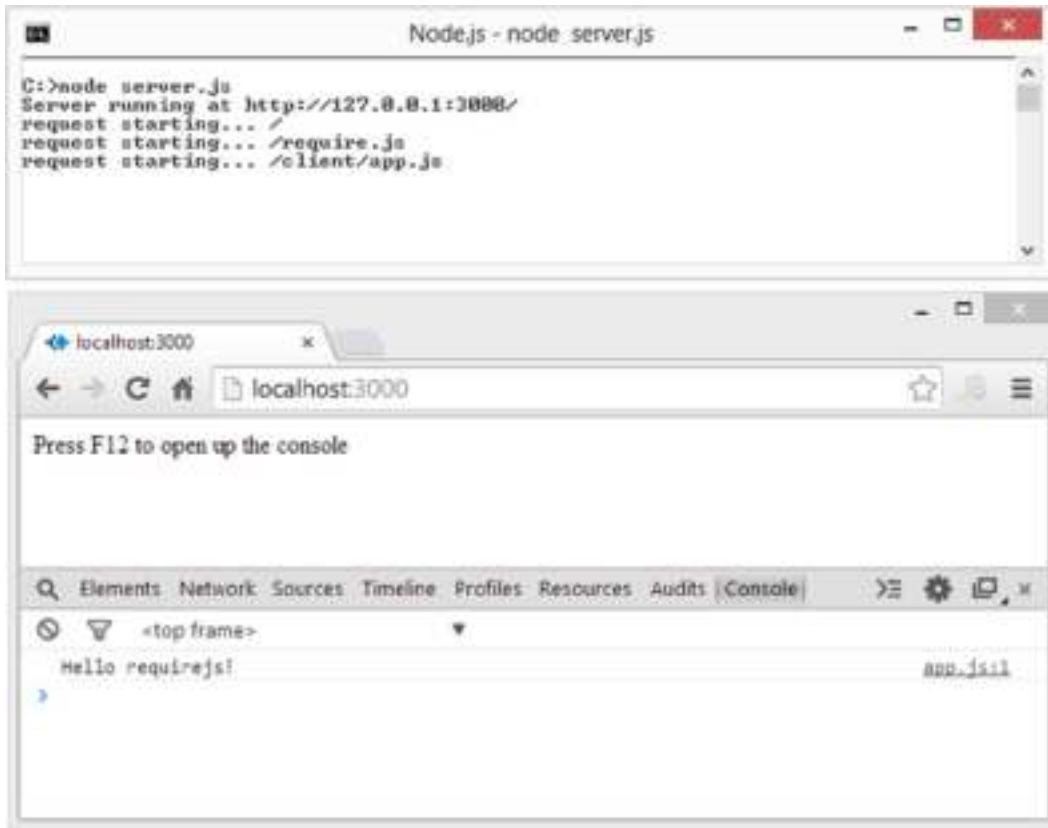 Node.js - node server.js
C:>node server.js
Server running at http://127.0.0.1:3000/
request starting... /
request starting... /require.js
request starting... /client/app.js
localhost:3000
localhost:3000
Press F12 to open up the console
Elements Network Sources Timeline Profiles Resources Audits Console
<top frame>
Hello requirejs! app.js:1